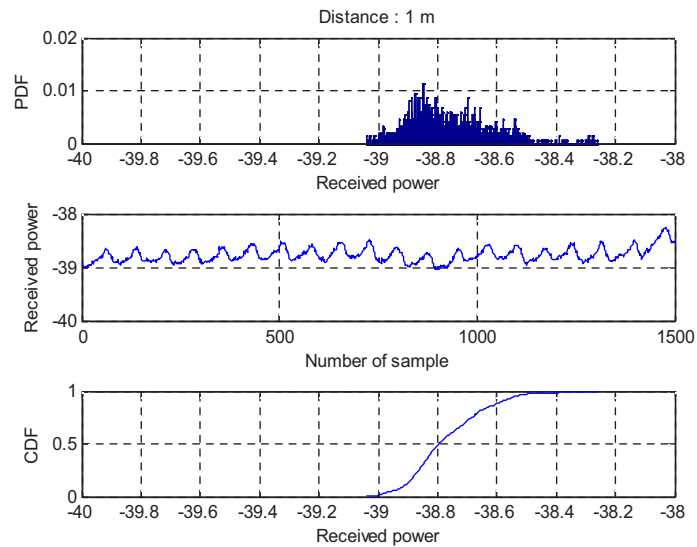 Distance : 1 m
0.02
0.01
0
PDF
-40 -39.8 -39.6 -39.4 -39.2 -39 -38.8 -38.6 -38.4 -38.2 -38
Received power
-38
-39
-40
Received power
0 500 1000 1500
Number of sample
1
0.5
0
CDF
-40 -39.8 -39.6 -39.4 -39.2 -39 -38.8 -38.6 -38.4 -38.2 -38
Received power